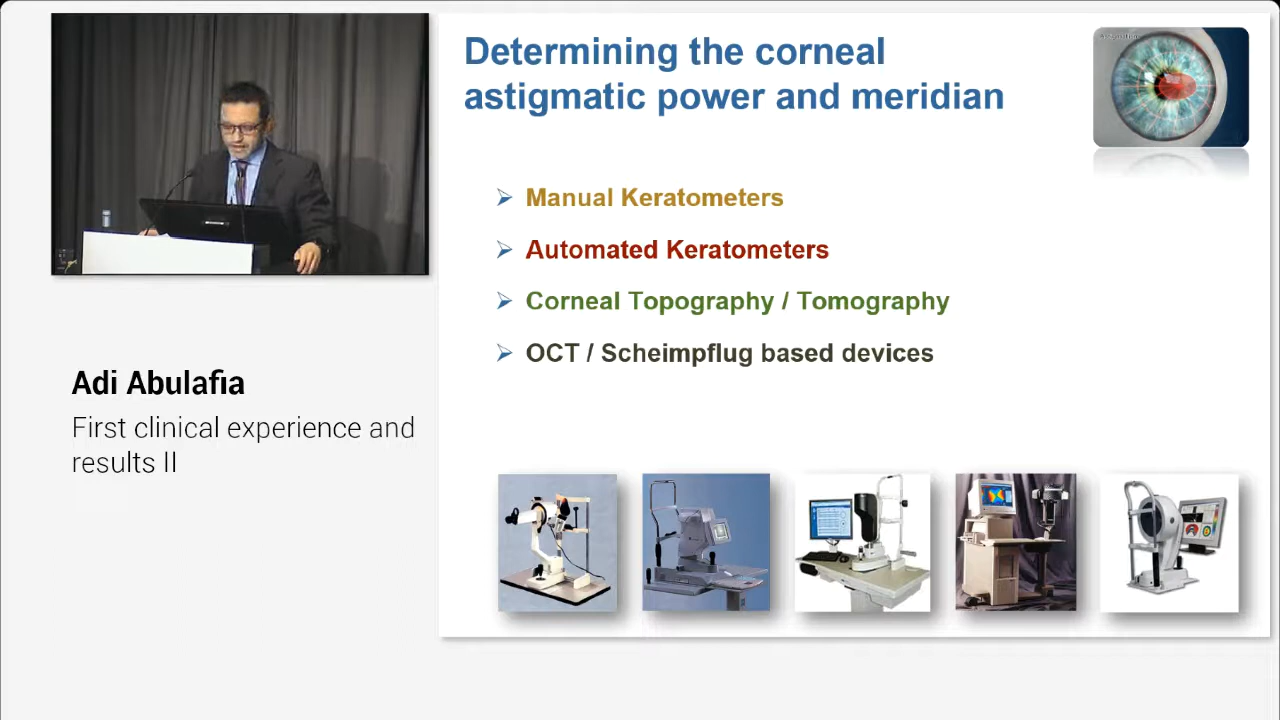 Determining the corneal
astigmatic power and meridian
Manual Keratometers
Automated Keratometers
Corneal Topography / Tomography
OCT / Scheimpflug based devices
Adi Abulafia
First clinical experience and
results II